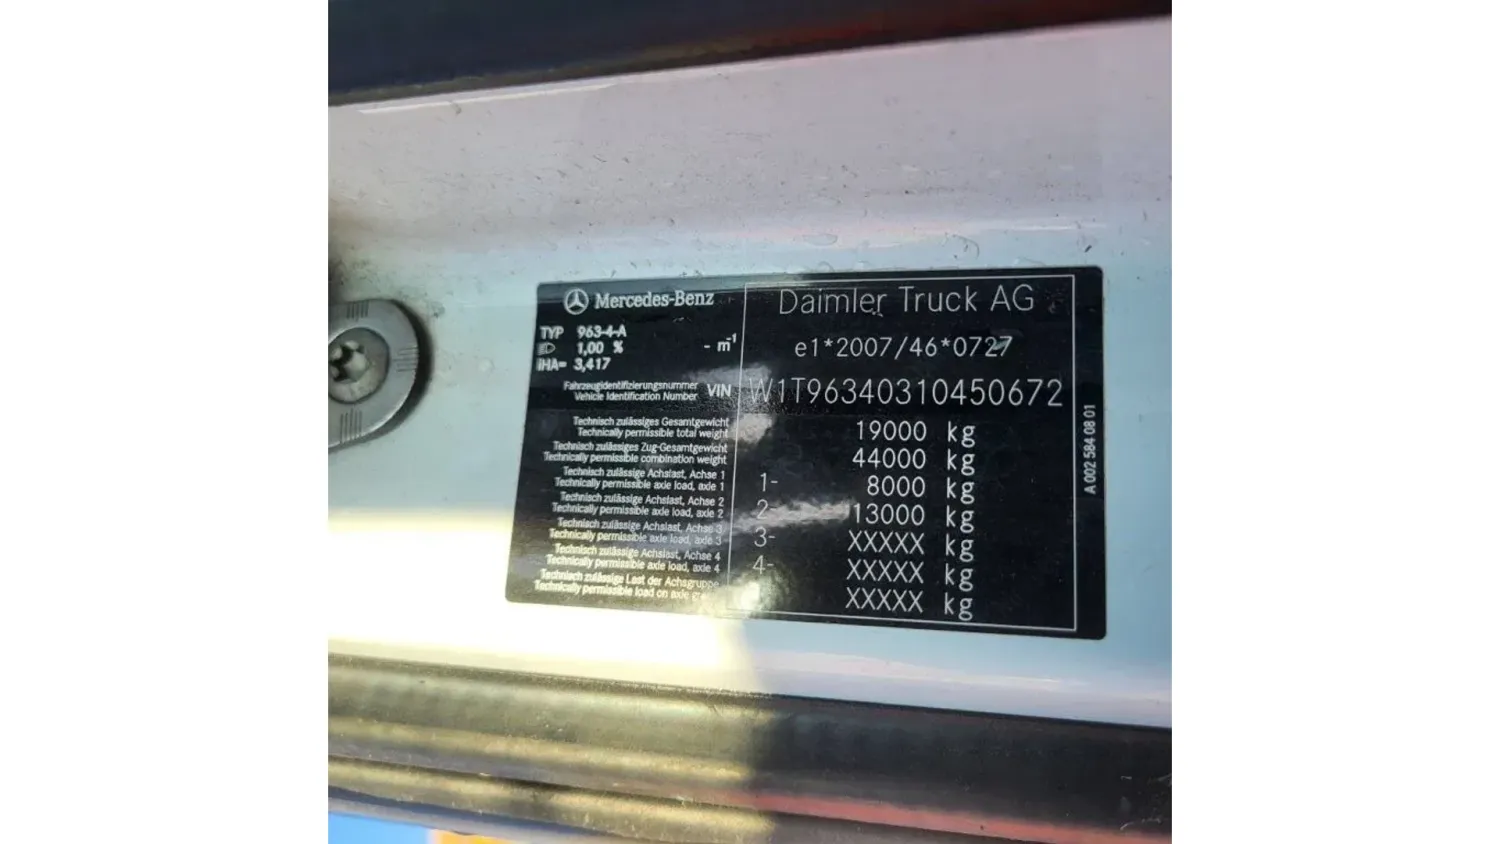 Mercedes-Benz
Daimler Truck AG
TYP 963-4-A
1,00 % - m⁻¹
iHA= 3,417
e1*2007/46*0727
Fahrzeugidentifizierungsnummer
Vehicle Identification Number
VIN W1T96340310450672
Technisch zulässiges Gesamtgewicht
Technically permissible total weight
19000 kg
Technisch zulässiges Zug-Gesamtgewicht
Technically permissible combination weight
44000 kg
Technisch zulässige Achslast, Achse 1
Technically permissible axle load, axle 1
1- 8000 kg
Technisch zulässige Achslast, Achse 2
Technically permissible axle load, axle 2
2- 13000 kg
Technisch zulässige Achslast, Achse 3
Technically permissible axle load, axle 3
3- XXXXX kg
Technisch zulässige Achslast, Achse 4
Technically permissible axle load, axle 4
4- XXXXX kg
Technisch zulässige Last der Achsgruppe
Technically permissible load on axle
XXXXX kg
A 002 584 08 01